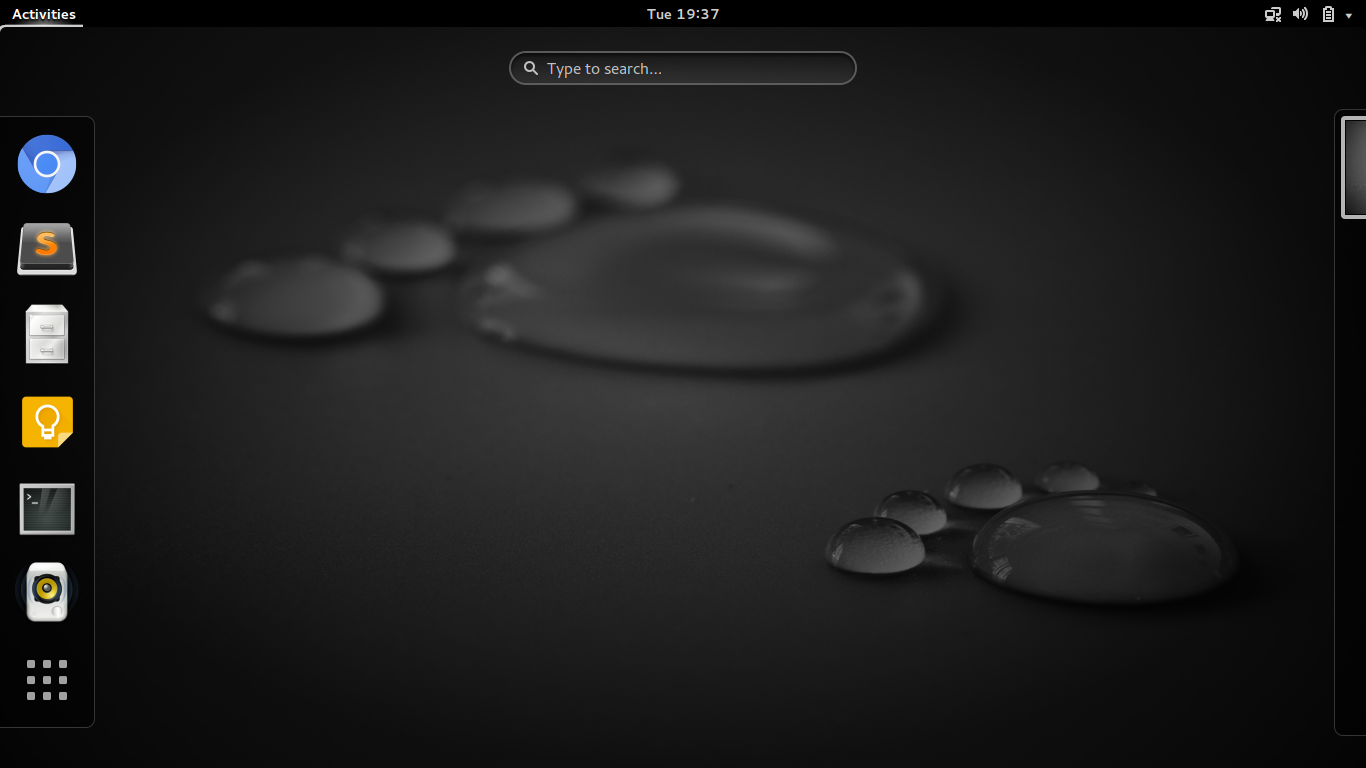 Activities
Tue 19:37
Type to search...
S
>_